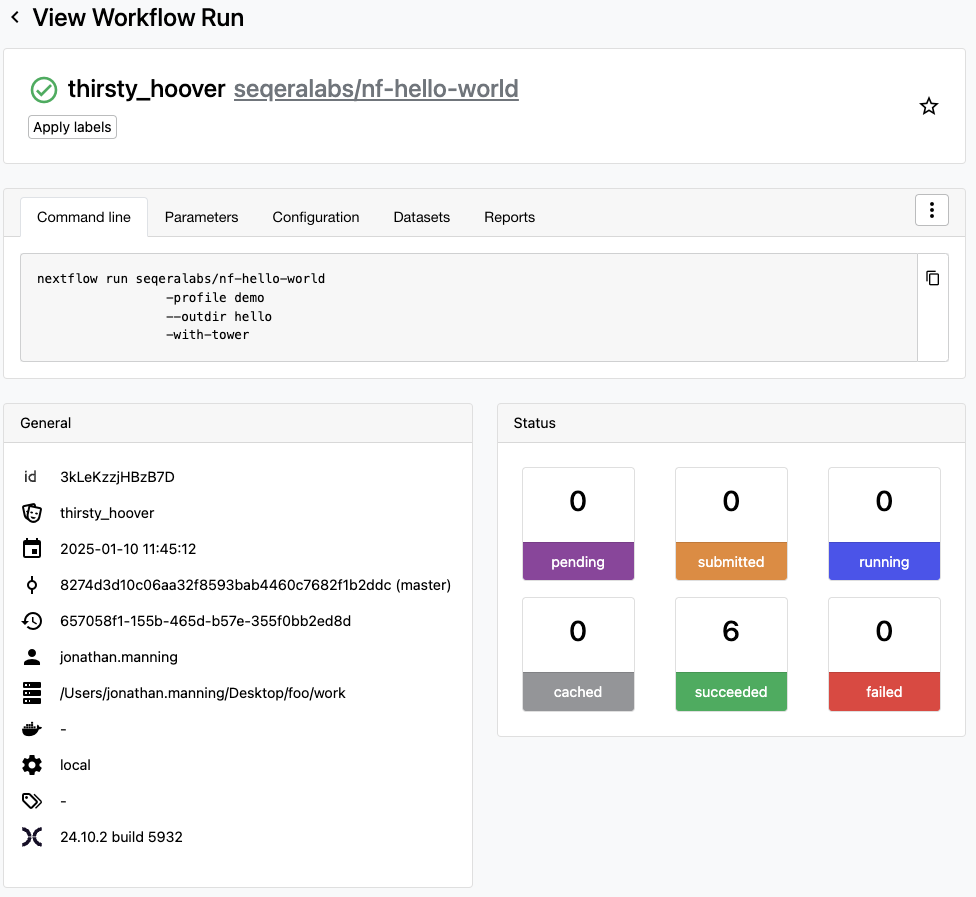 View Workflow Run
thirsty_hoover seqeralabs/nf-hello-world
Apply labels
Command line Parameters Configuration Datasets Reports
nextflow run seqeralabs/nf-hello-world
-profile demo
--outdir hello
-with-tower
General
id 3kLeKzzjHBzB7D
thirsty_hoover
2025-01-10 11:45:12
8274d3d10c06aa32f8593bab4460c7682f1b2ddc (master)
657058f1-155b-465d-b57e-355f0bb2ed8d
jonathan.manning
/Users/jonathan.manning/Desktop/foo/work
-
local
-
24.10.2 build 5932
Status
0 0 0
pending submitted running
0 6 0
cached succeeded failed